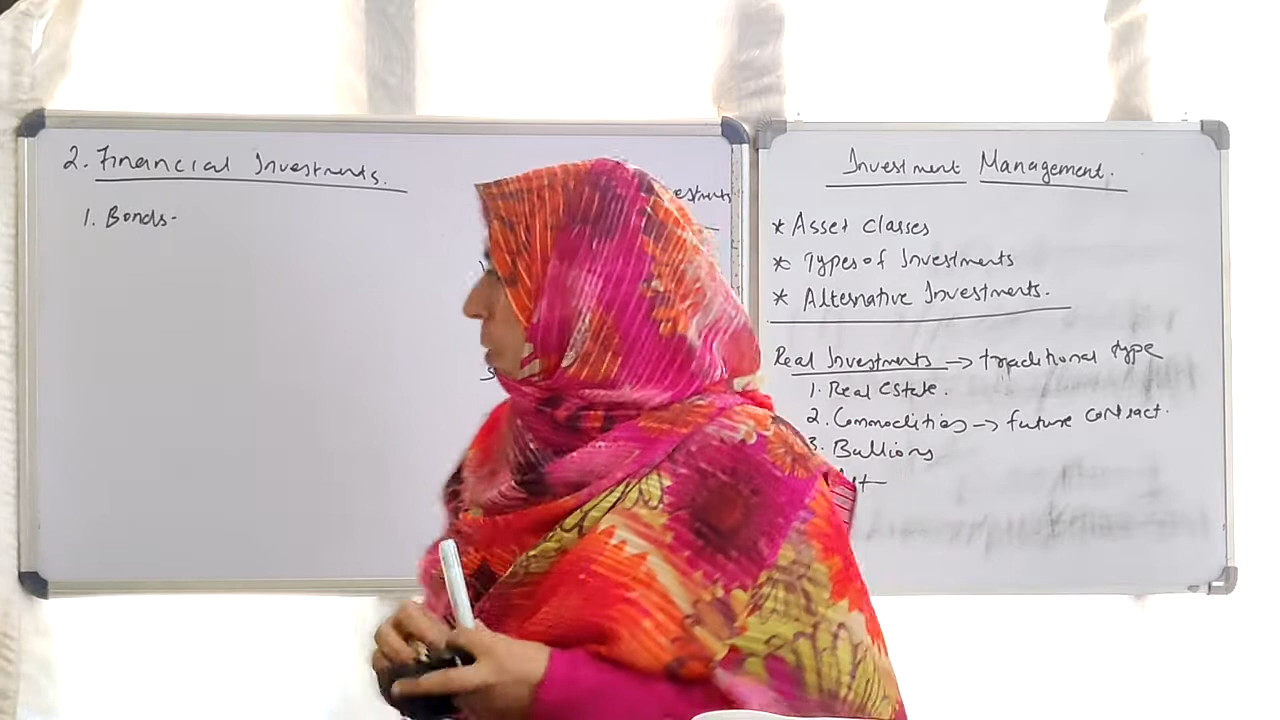 2. Financial Investments.
1. Bonds-
Investment Management.
* Asset classes
* Types of Investments
* Alternative Investments.
Real Investments → traditional type
1. Real Estate.
2. Commodities → future contract.
3. Bullions